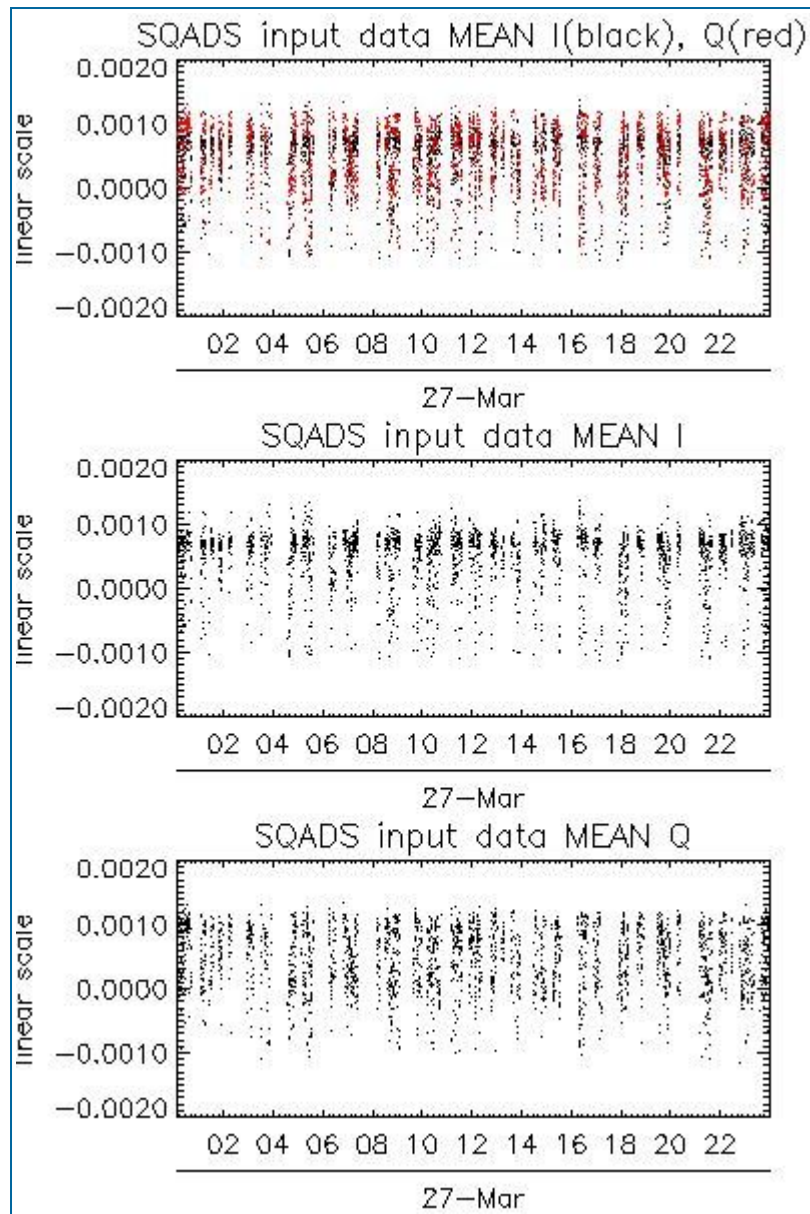 SQADS input data MEAN I(black), Q(red)
linear scale
0.0020
0.0010
0.0000
−0.0010
−0.0020
02 04 06 08 10 12 14 16 18 20 22
27−Mar
SQADS input data MEAN I
linear scale
0.0020
0.0010
0.0000
−0.0010
−0.0020
02 04 06 08 10 12 14 16 18 20 22
27−Mar
SQADS input data MEAN Q
linear scale
0.0020
0.0010
0.0000
−0.0010
−0.0020
02 04 06 08 10 12 14 16 18 20 22
27−Mar